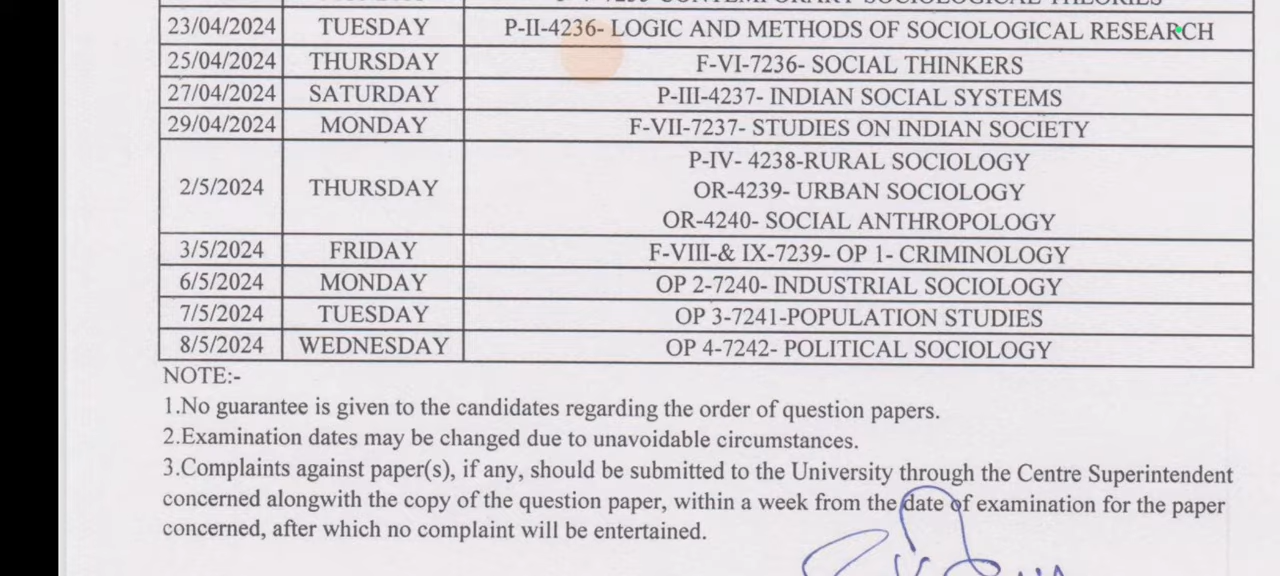 23/04/2024 TUESDAY P-II-4236- LOGIC AND METHODS OF SOCIOLOGICAL RESEARCH
25/04/2024 THURSDAY F-VI-7236- SOCIAL THINKERS
27/04/2024 SATURDAY P-III-4237- INDIAN SOCIAL SYSTEMS
29/04/2024 MONDAY F-VII-7237- STUDIES ON INDIAN SOCIETY
2/5/2024 THURSDAY P-IV- 4238-RURAL SOCIOLOGY
OR-4239- URBAN SOCIOLOGY
OR-4240- SOCIAL ANTHROPOLOGY
3/5/2024 FRIDAY F-VIII-& IX-7239- OP 1- CRIMINOLOGY
6/5/2024 MONDAY OP 2-7240- INDUSTRIAL SOCIOLOGY
7/5/2024 TUESDAY OP 3-7241-POPULATION STUDIES
8/5/2024 WEDNESDAY OP 4-7242- POLITICAL SOCIOLOGY
NOTE:-
1.No guarantee is given to the candidates regarding the order of question papers.
2.Examination dates may be changed due to unavoidable circumstances.
3.Complaints against paper(s), if any, should be submitted to the University through the Centre Superintendent
concerned alongwith the copy of the question paper, within a week from the date of examination for the paper
concerned, after which no complaint will be entertained.